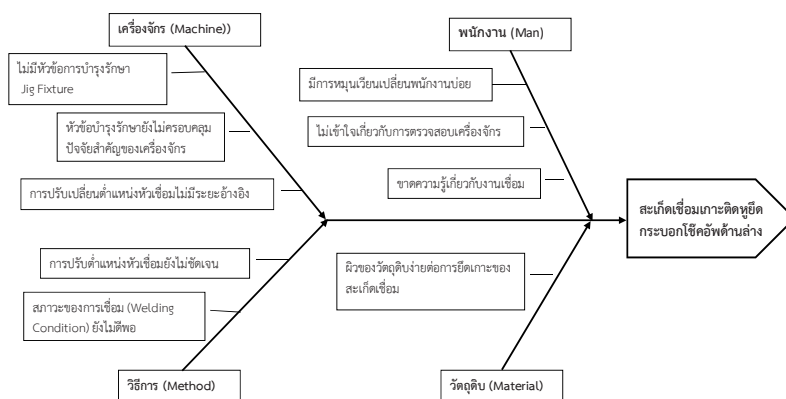 เครื่องจักร (Machine))
ไม่มีหัวข้อการบำรุงรักษา
Jig Fixture
หัวข้อบำรุงรักษายังไม่ครอบคลุม
ปัจจัยสำคัญของเครื่องจักร
การปรับเปลี่ยนตำแหน่งหัวเชื่อมไม่มีระยะอ้างอิง
พนักงาน (Man)
มีการหมุนเวียนเปลี่ยนพนักงานบ่อย
ไม่เข้าใจเกี่ยวกับการตรวจสอบเครื่องจักร
ขาดความรู้เกี่ยวกับงานเชื่อม
สะเก็ดเชื่อมเกาะติดหูยึด
กระบอกโช๊คอัพด้านล่าง
การปรับตำแหน่งหัวเชื่อมยังไม่ชัดเจน
สภาวะของการเชื่อม (Welding
Condition) ยังไม่ดีพอ
วิธีการ (Method)
ผิวของวัตถุดิบง่ายต่อการยึดเกาะของ
สะเก็ดเชื่อม
วัตถุดิบ (Material)